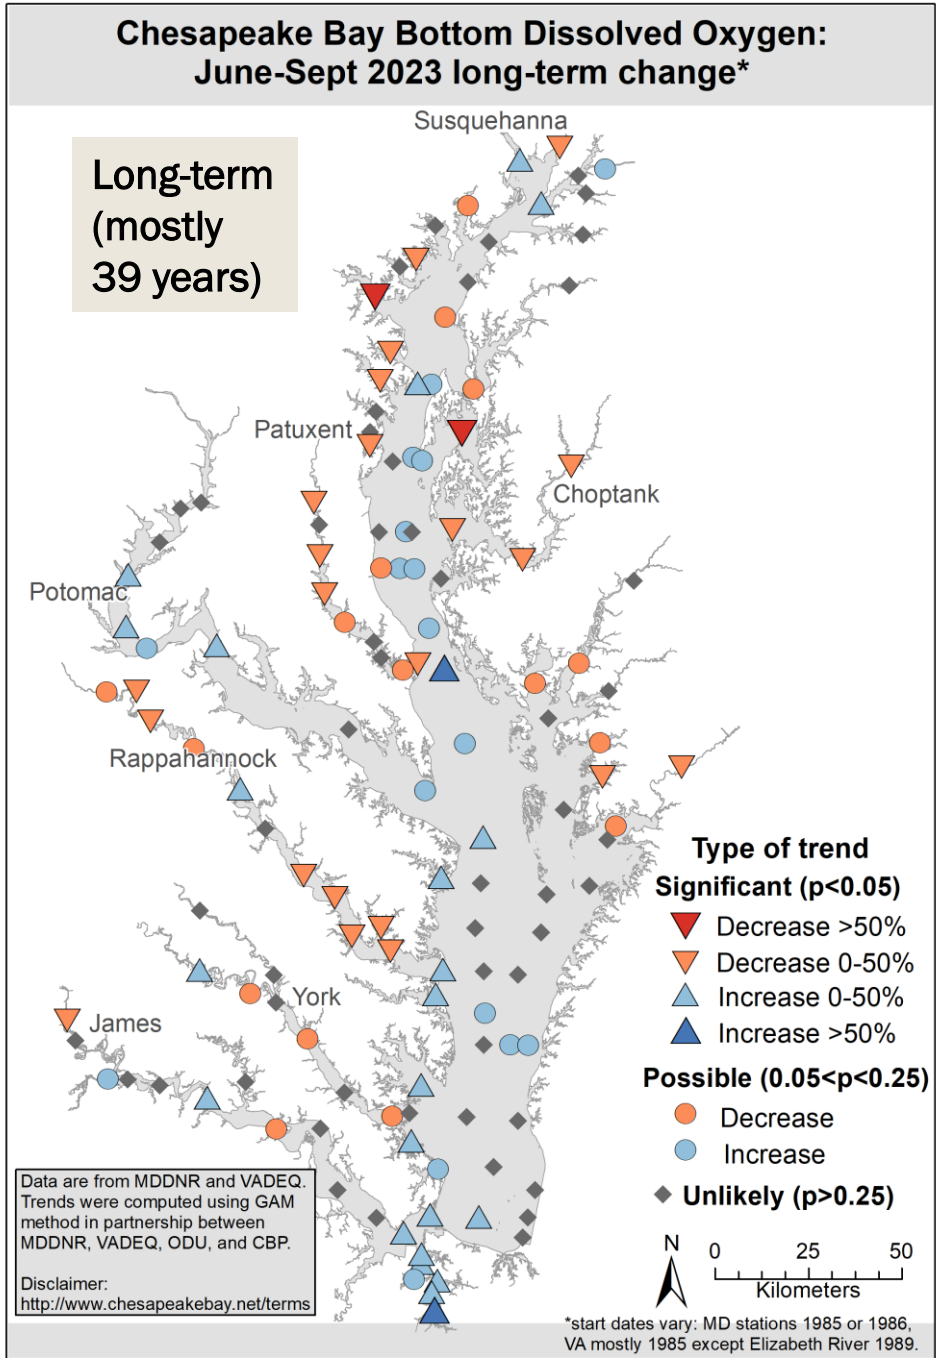 Chesapeake Bay Bottom Dissolved Oxygen:
June-Sept 2023 long-term change*
Susquehanna
Long-term
(mostly
39 years)
Patuxent
Choptank
Potomac
Rappahannock
York
James
Type of trend
Significant (p<0.05)
Decrease >50%
Decrease 0-50%
Increase 0-50%
Increase >50%
Possible (0.05<p<0.25)
Decrease
Increase
Unlikely (p>0.25)
Data are from MDDNR and VADEQ.
Trends were computed using GAM
method in partnership between
MDDNR, VADEQ, ODU, and CBP.
Disclaimer:
http://www.chesapeakebay.net/terms
N
0 25 50
Kilometers
*start dates vary: MD stations 1985 or 1986,
VA mostly 1985 except Elizabeth River 1989.